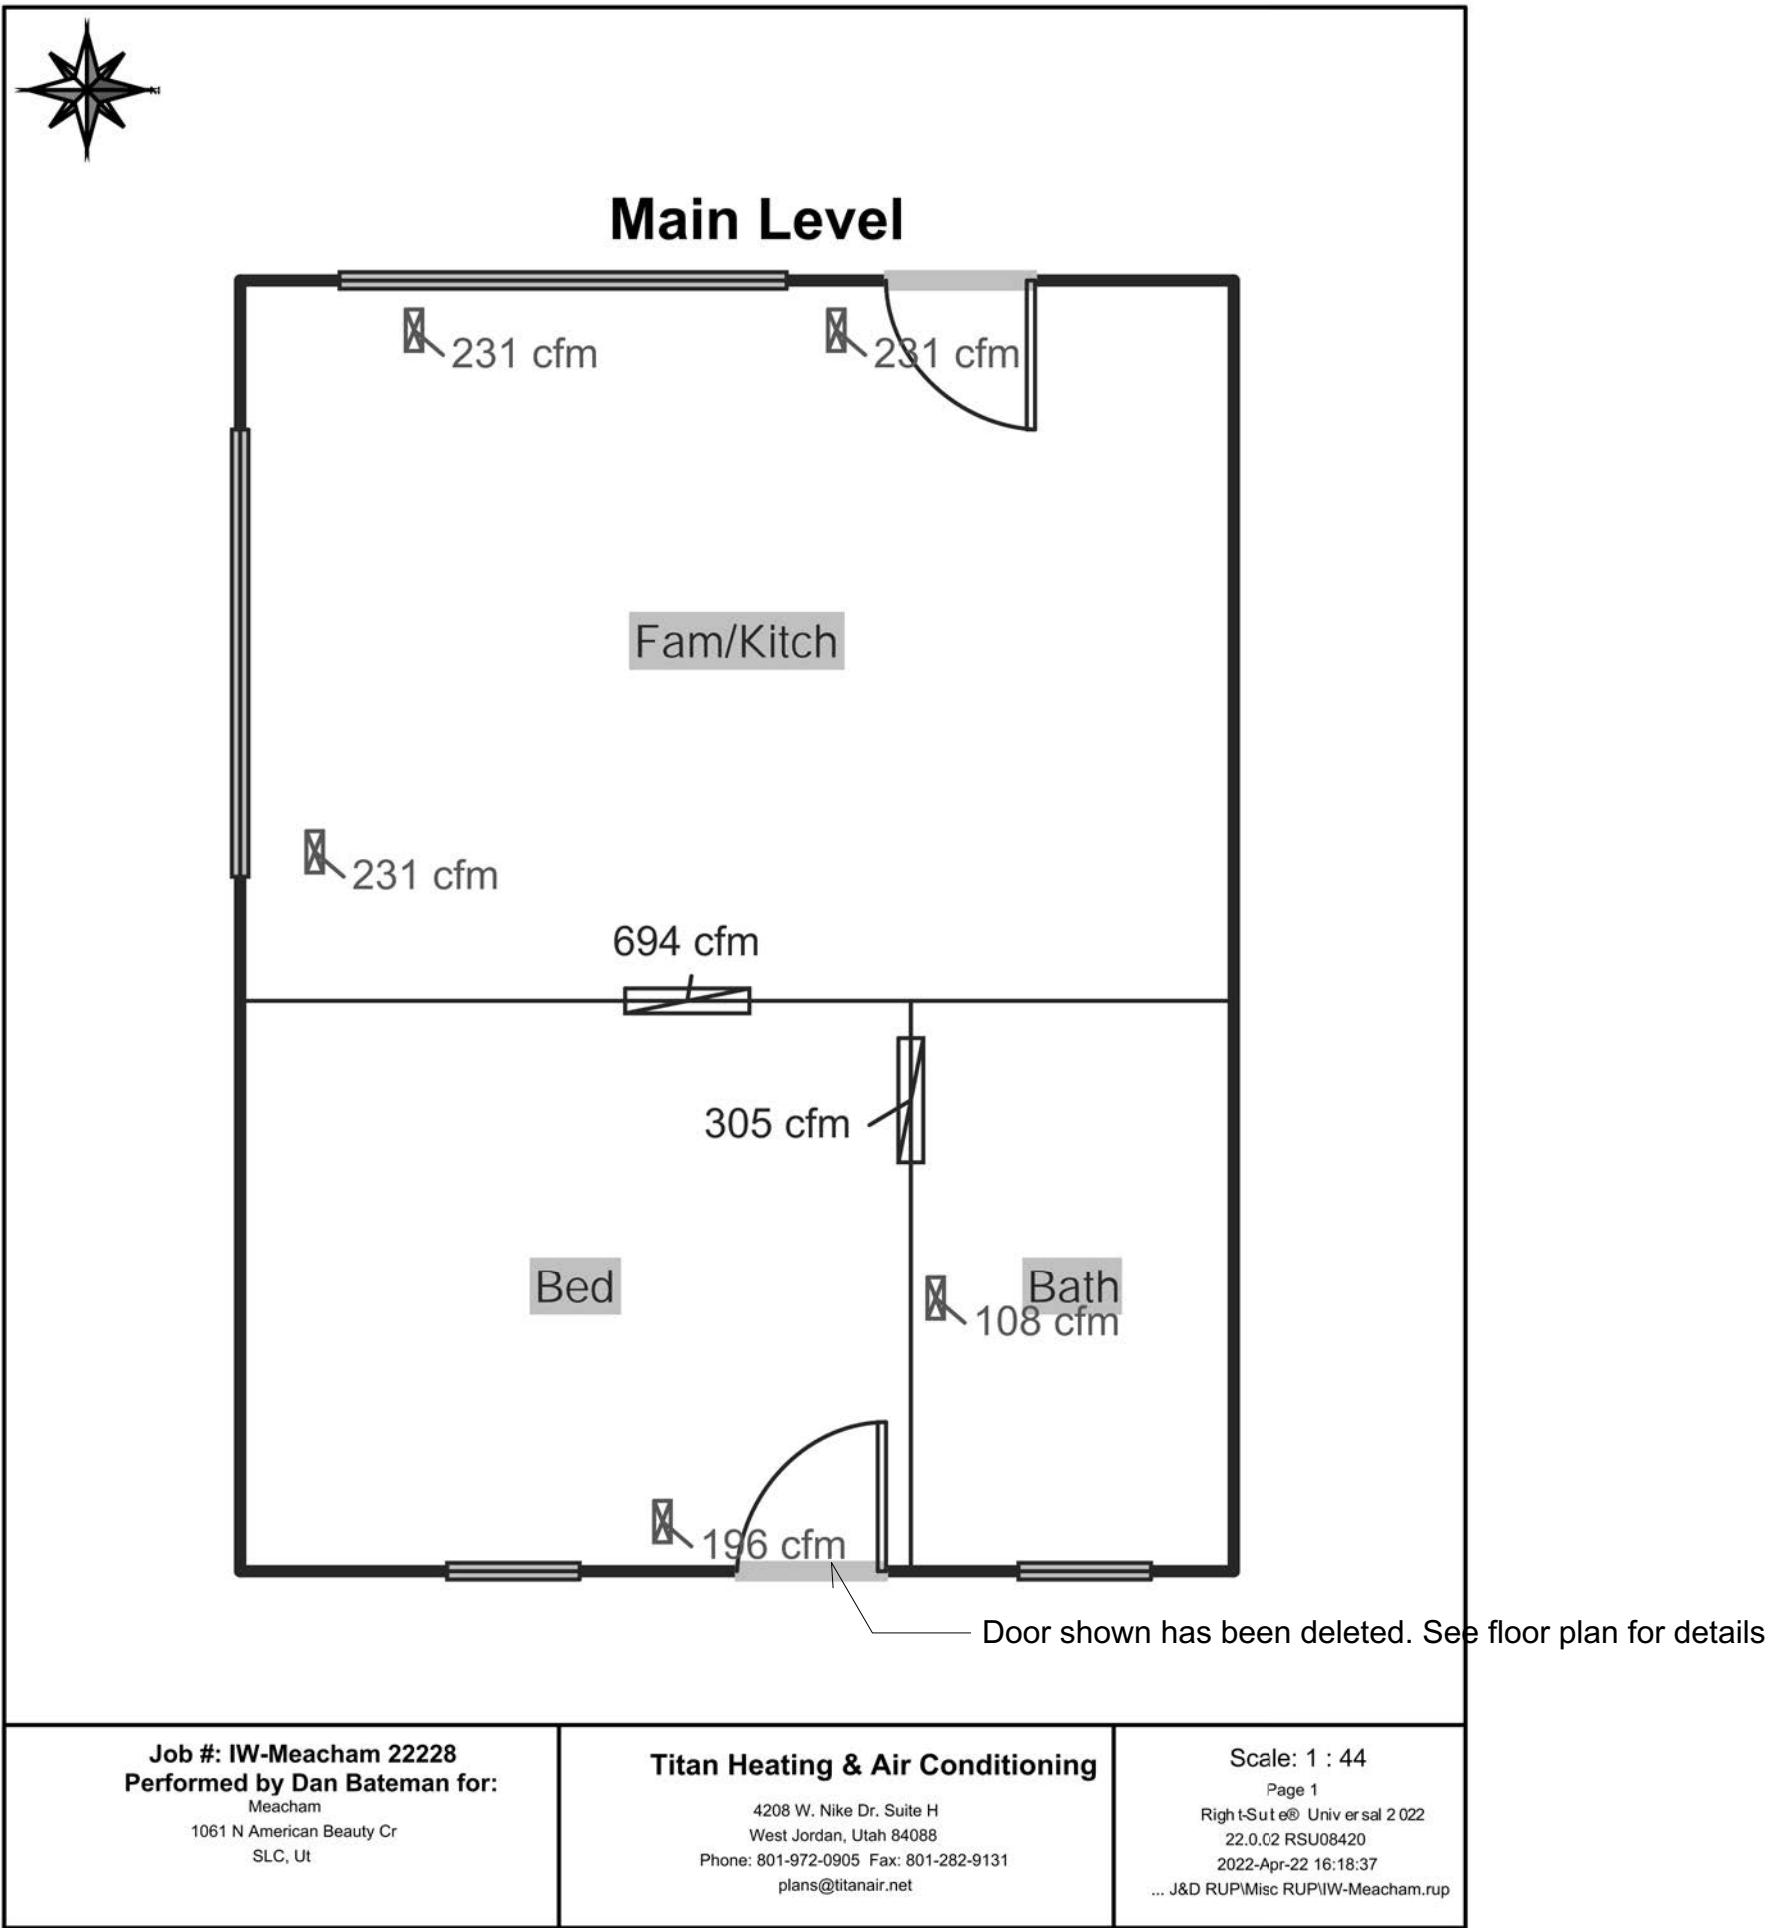 Main Level
231 cfm
231 cfm
Fam/Kitch
231 cfm
694 cfm
305 cfm
Bed
Bath
108 cfm
196 cfm
Door shown has been deleted. See floor plan for details
Job #: IW-Meacham 22228
Performed by Dan Bateman for:
Meacham
1061 N American Beauty Cr
SLC, Ut
Titan Heating & Air Conditioning
4208 W. Nike Dr. Suite H
West Jordan, Utah 84088
Phone: 801-972-0905 Fax: 801-282-9131
plans@titanair.net
Scale: 1 : 44
Page 1
Right-Sute® Universal 2022
22.0.02 RSU08420
2022-Apr-22 16:18:37
... J&D RUP\Misc RUP\IW-Meacham.rup